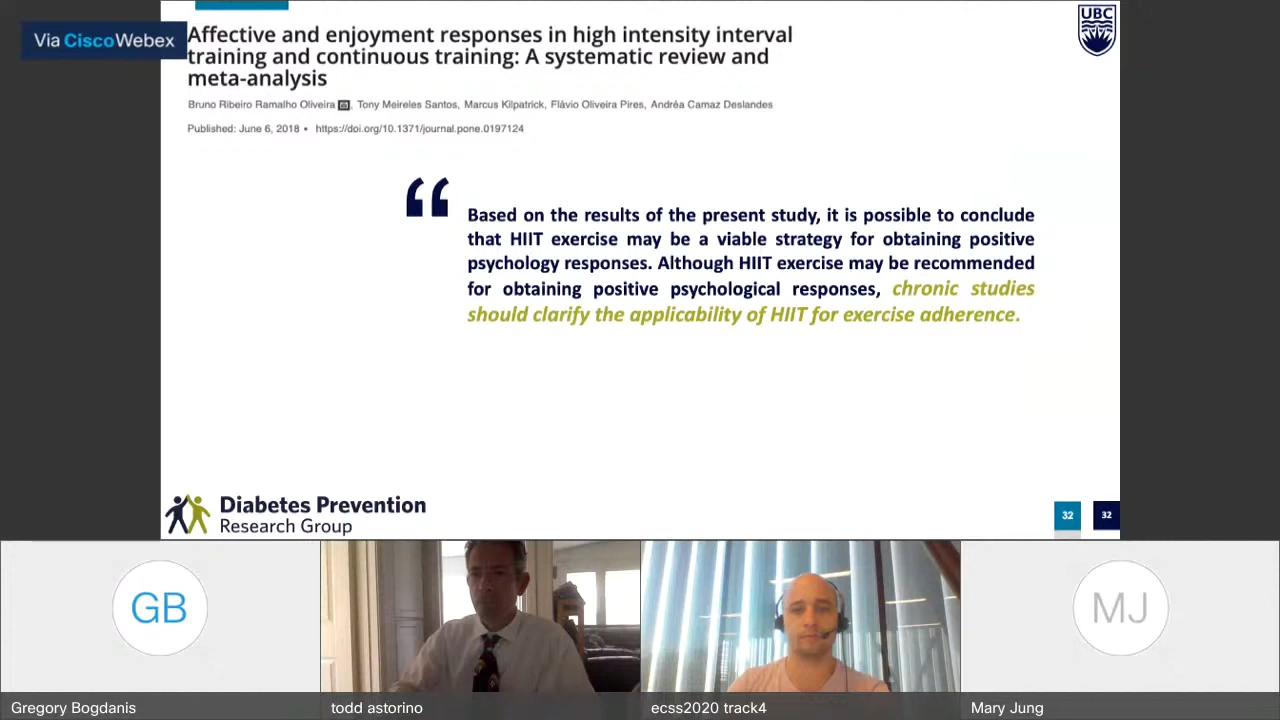 Via Cisco Webex
UBC
Affective and enjoyment responses in high intensity interval
training and continuous training: A systematic review and
meta-analysis
Bruno Ribeiro Ramalho Oliveira, Tony Meireles Santos, Marcus Kilpatrick, Flávio Oliveira Pires, Andréa Camaz Deslandes
Published: June 6, 2018 • https://doi.org/10.1371/journal.pone.0197124
“
Based on the results of the present study, it is possible to conclude
that HIIT exercise may be a viable strategy for obtaining positive
psychology responses. Although HIIT exercise may be recommended
for obtaining positive psychological responses, chronic studies
should clarify the applicability of HIIT for exercise adherence.
Diabetes Prevention
Research Group
32 32
GB
MJ
Gregory Bogdanis
todd astorino
ecss2020 track4
Mary Jung